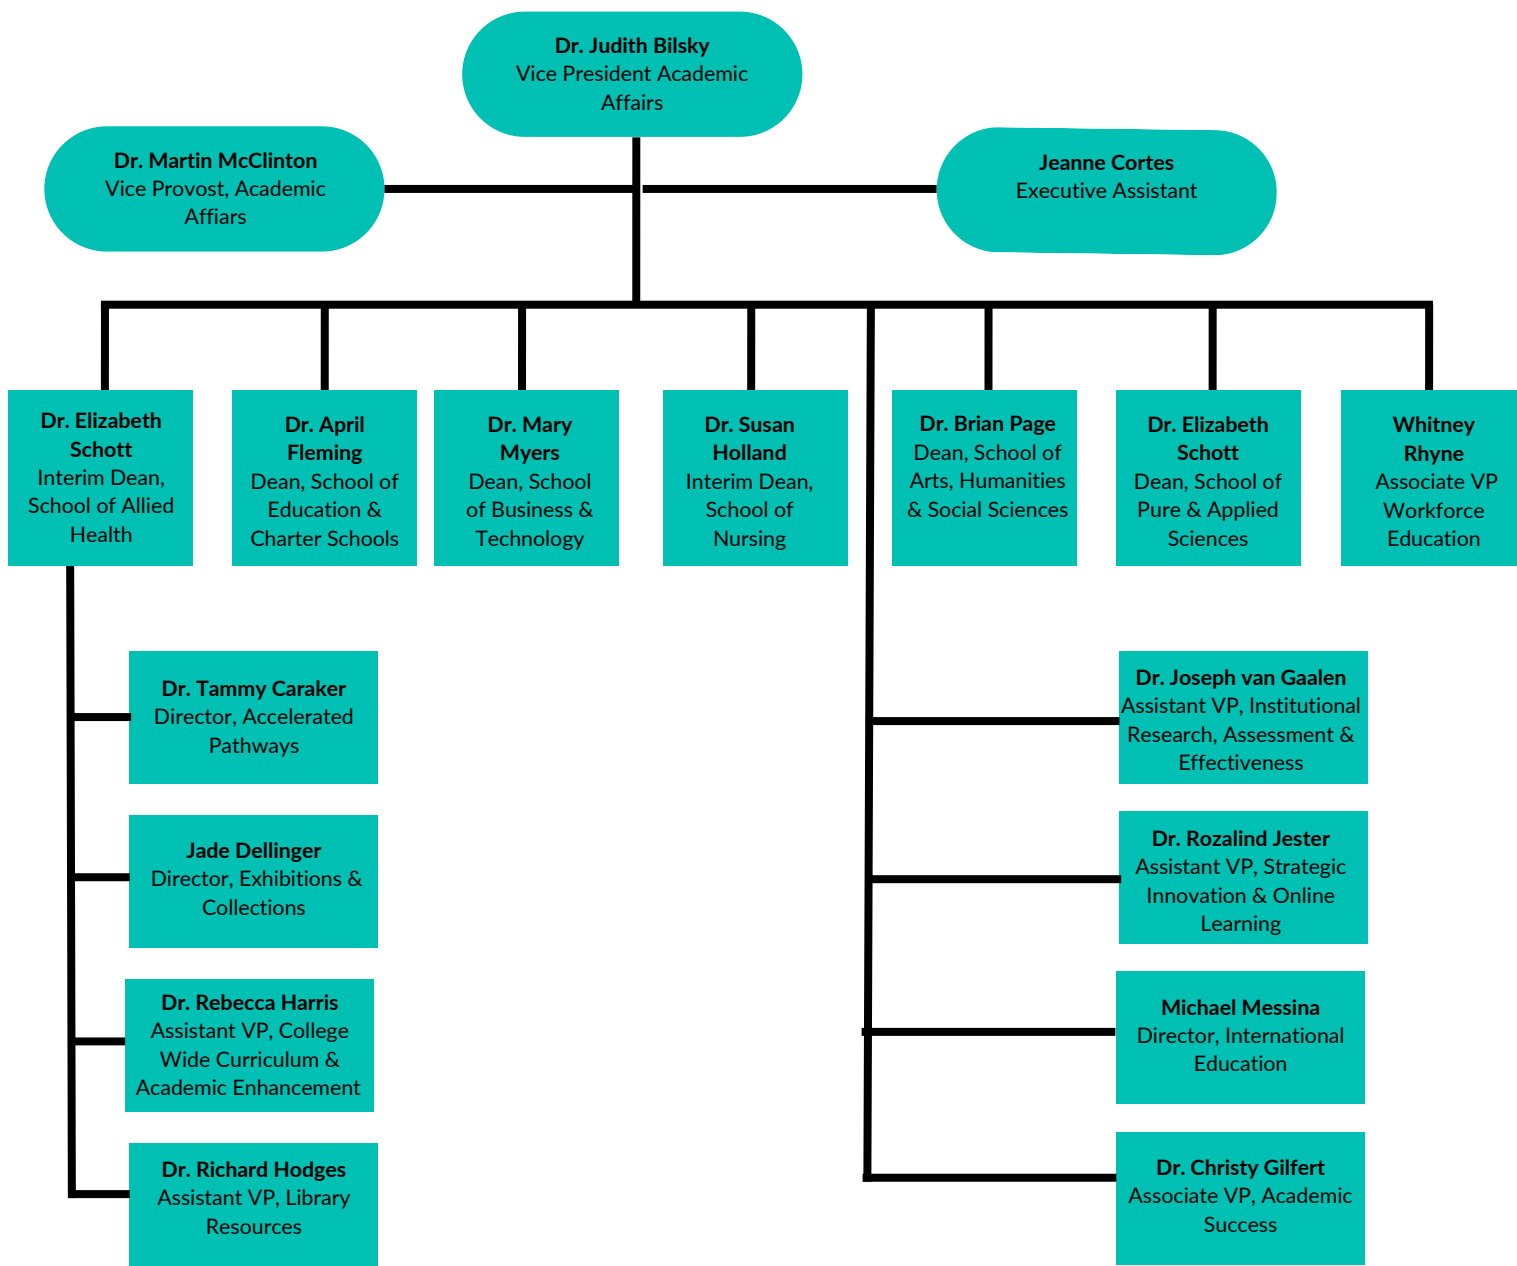 Dr. Judith Bilsky
Vice President Academic
Affairs
Dr. Martin McClinton
Vice Provost, Academic
Affiars
Jeanne Cortes
Executive Assistant
Dr. Elizabeth
Schott
Interim Dean,
School of Allied
Health
Dr. April
Fleming
Dean, School of
Education &
Charter Schools
Dr. Mary
Myers
Dean, School
of Business &
Technology
Dr. Susan
Holland
Interim Dean,
School of
Nursing
Dr. Brian Page
Dean, School of
Arts, Humanities
& Social Sciences
Dr. Elizabeth
Schott
Dean, School of
Pure & Applied
Sciences
Whitney
Rhyne
Associate VP
Workforce
Education
Dr. Tammy Caraker
Director, Accelerated
Pathways
Jade Dellinger
Director, Exhibitions &
Collections
Dr. Rebecca Harris
Assistant VP, College
Wide Curriculum &
Academic Enhancement
Dr. Richard Hodges
Assistant VP, Library
Resources
Dr. Joseph van Gaalen
Assistant VP, Institutional
Research, Assessment &
Effectiveness
Dr. Rozalind Jester
Assistant VP, Strategic
Innovation & Online
Learning
Michael Messina
Director, International
Education
Dr. Christy Gilfert
Associate VP, Academic
Success